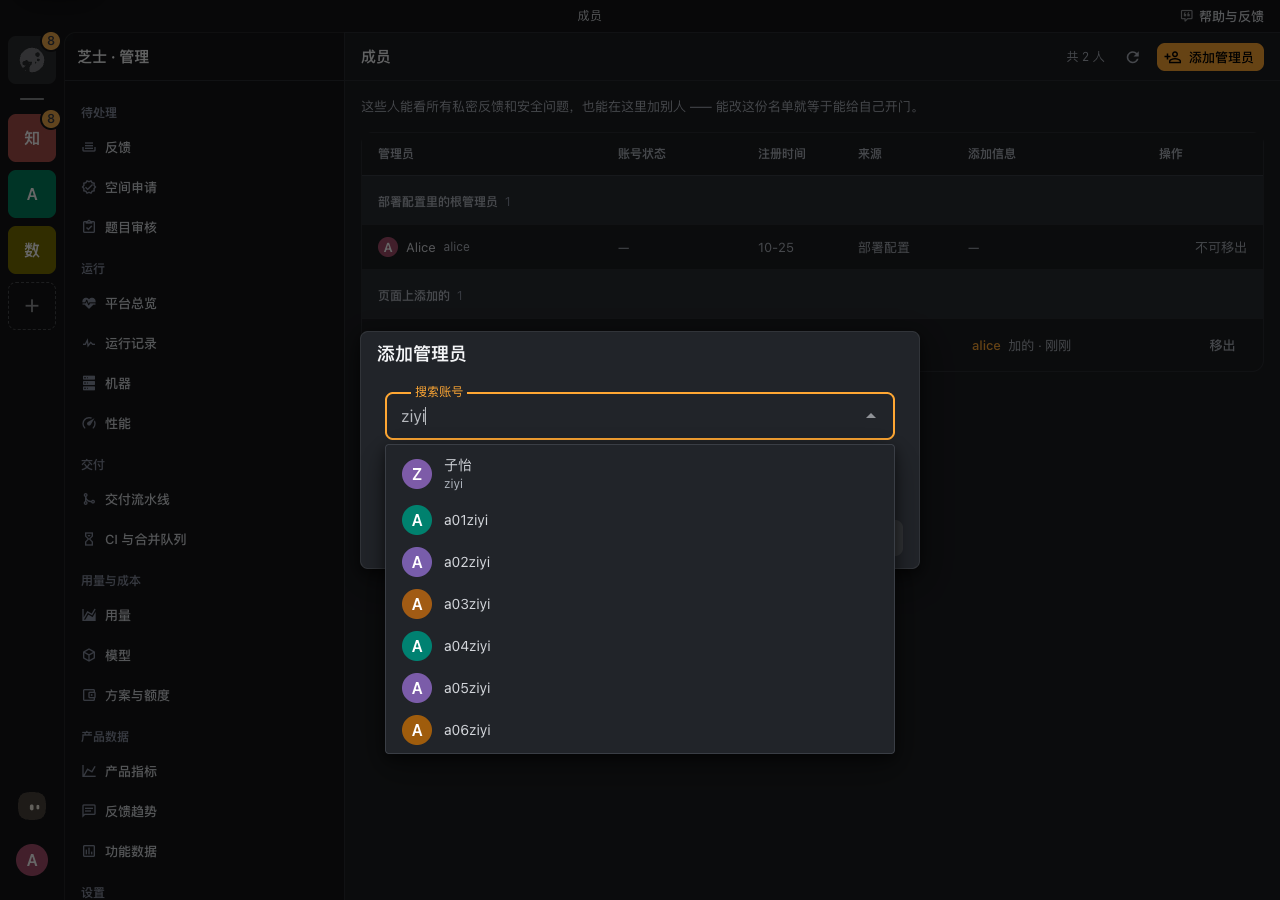 成员
帮助与反馈
8
知
8
A
数
A
芝士 · 管理
待处理
反馈
空间申请
题目审核
运行
平台总览
运行记录
机器
性能
交付
交付流水线
CI 与合并队列
用量与成本
用量
模型
方案与额度
产品数据
产品指标
反馈趋势
功能数据
设置
成员
共 2 人
添加管理员
这些人能看所有私密反馈和安全问题，也能在这里加别人 —— 能改这份名单就等于能给自己开门。
管理员 账号状态 注册时间 来源 添加信息 操作
部署配置里的根管理员 1
A Alice alice — 10-25 部署配置 — 不可移出
页面上添加的 1
alice 加的 · 刚刚 移出
添加管理员
搜索账号
ziyi
Z 子怡
ziyi
A a01ziyi
A a02ziyi
A a03ziyi
A a04ziyi
A a05ziyi
A a06ziyi